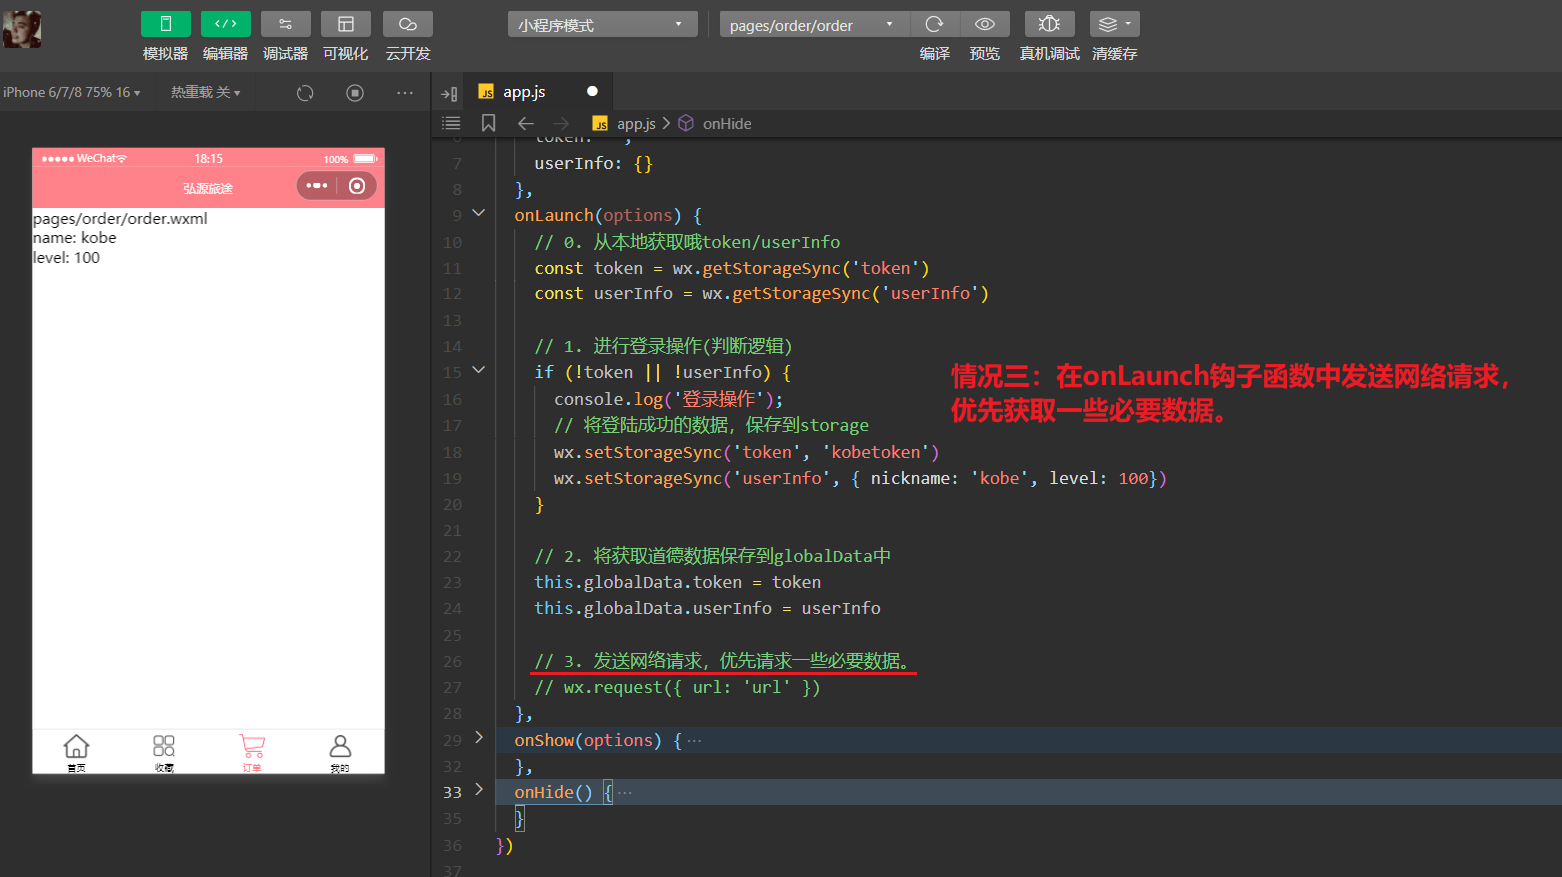 模拟器 编辑器 调试器 可视化 云开发
小程序模式
pages/order/order
编译 预览 真机调试 清缓存
iPhone 6/7/8 75% 16
热重载 关
app.js
app.js > onHide
WeChat 18:15 100%
弘源旅途
pages/order/order.wxml
name: kobe
level: 100
首页 收藏 订单 我的
7 userInfo: {}
8 },
9 onLaunch(options) {
10 // 0. 从本地获取哦token/userInfo
11 const token = wx.getStorageSync('token')
12 const userInfo = wx.getStorageSync('userInfo')
13
14 // 1. 进行登录操作(判断逻辑)
15 if (!token || !userInfo) {
16 console.log('登录操作');
17 // 将登陆成功的数据，保存到storage
18 wx.setStorageSync('token', 'kobetoken')
19 wx.setStorageSync('userInfo', { nickname: 'kobe', level: 100})
20 }
21
22 // 2. 将获取道德数据保存到globalData中
23 this.globalData.token = token
24 this.globalData.userInfo = userInfo
25
26 // 3. 发送网络请求，优先请求一些必要数据。
27 // wx.request({ url: 'url' })
28 },
29 onShow(options) { ···
32 },
33 onHide() { ···
35 }
36 })
37
情况三：在onLaunch钩子函数中发送网络请求，
优先获取一些必要数据。